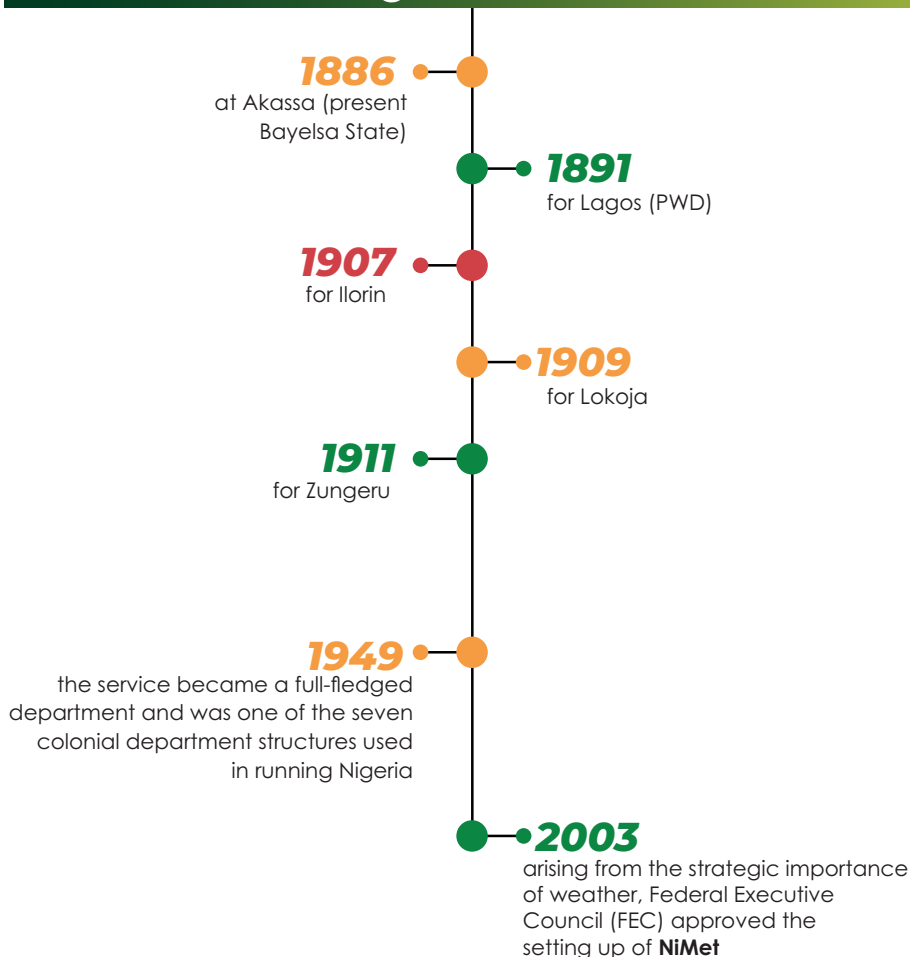 1886
at Akassa (present
Bayelsa State)
1891
for Lagos (PWD)
1907
for Ilorin
1909
for Lokoja
1911
for Zungeru
1949
the service became a full-fledged
department and was one of the seven
colonial department structures used
in running Nigeria
2003
arising from the strategic importance
of weather, Federal Executive
Council (FEC) approved the
setting up of NiMet